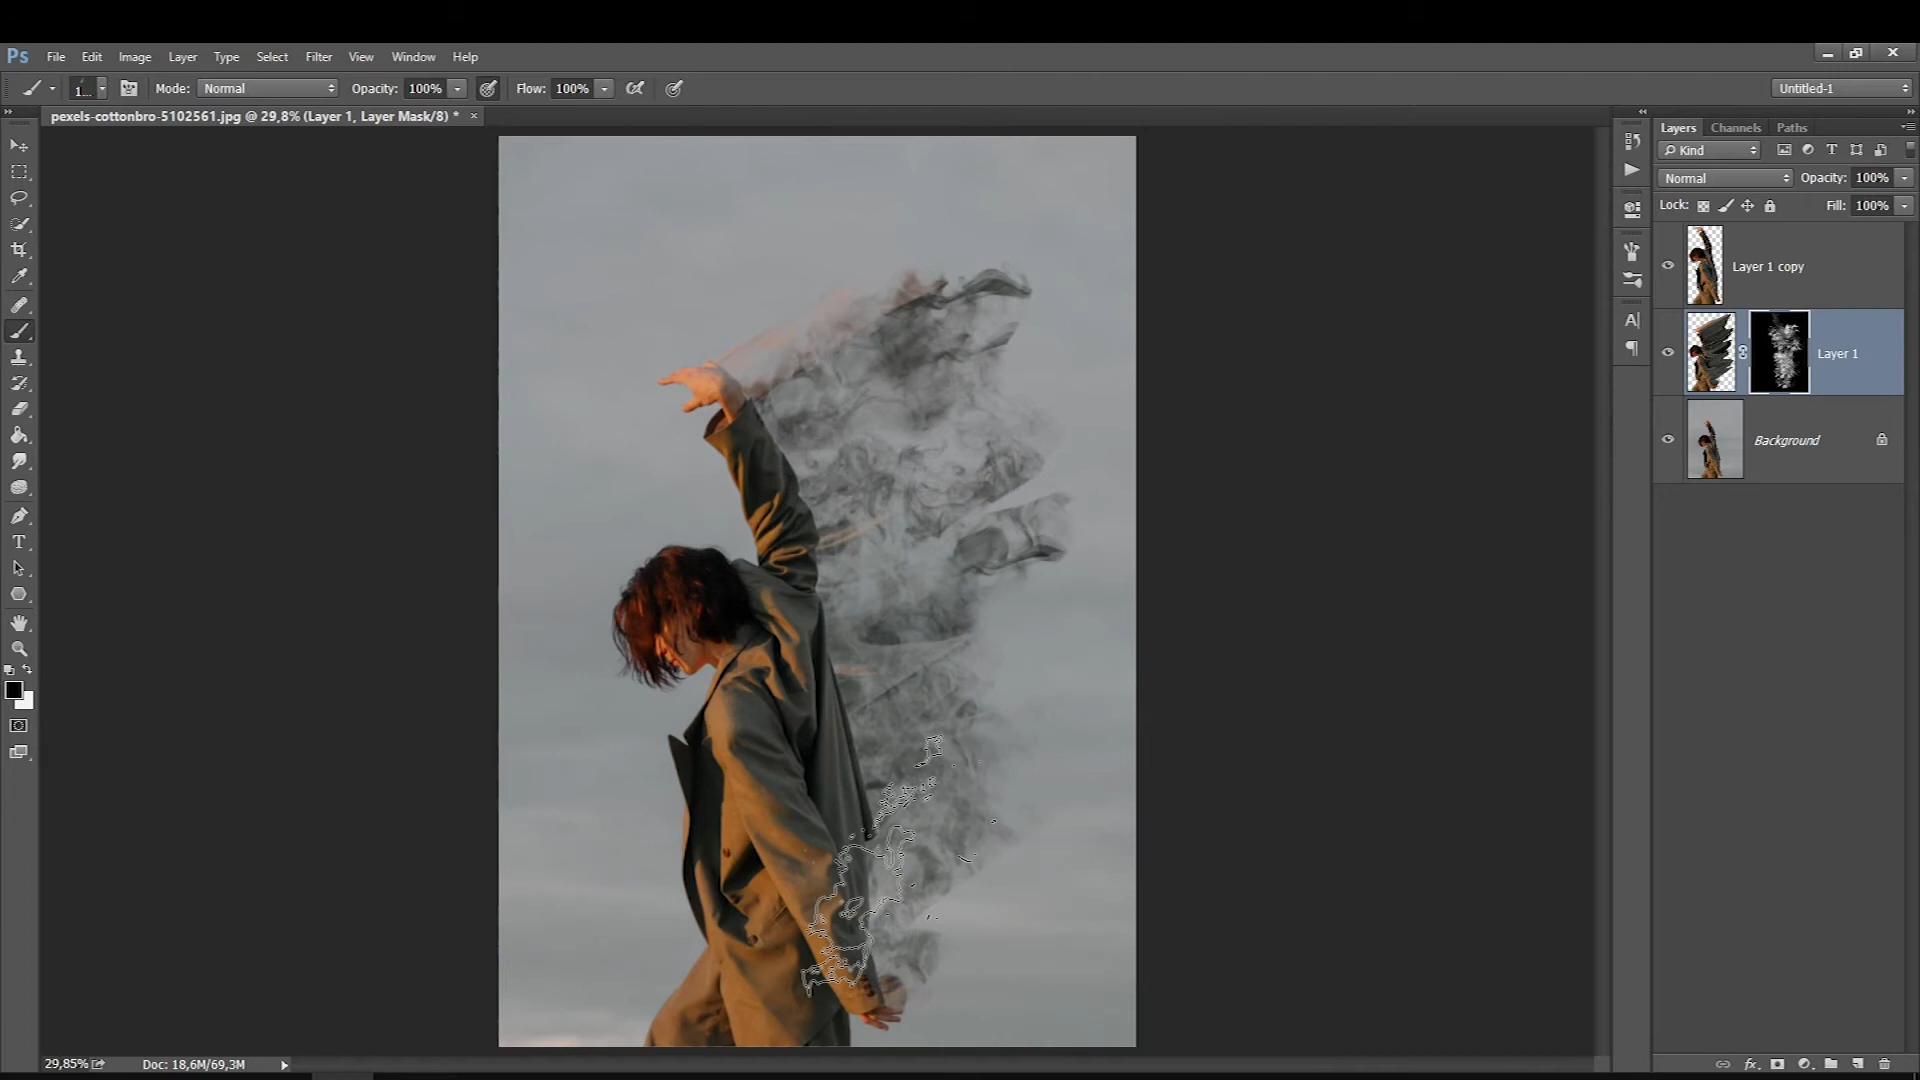 Ps File Edit Image Layer Type Select Filter View Window Help
1... Mode: Normal Opacity: 100% Flow: 100% Untitled-1
pexels-cottonbro-5102561.jpg @ 29,8% (Layer 1, Layer Mask/8) * ×
Layers Channels Paths
Kind
Normal Opacity: 100%
Lock: Fill: 100%
Layer 1 copy
Layer 1
Background
29,85% Doc: 18,6M/69,3M